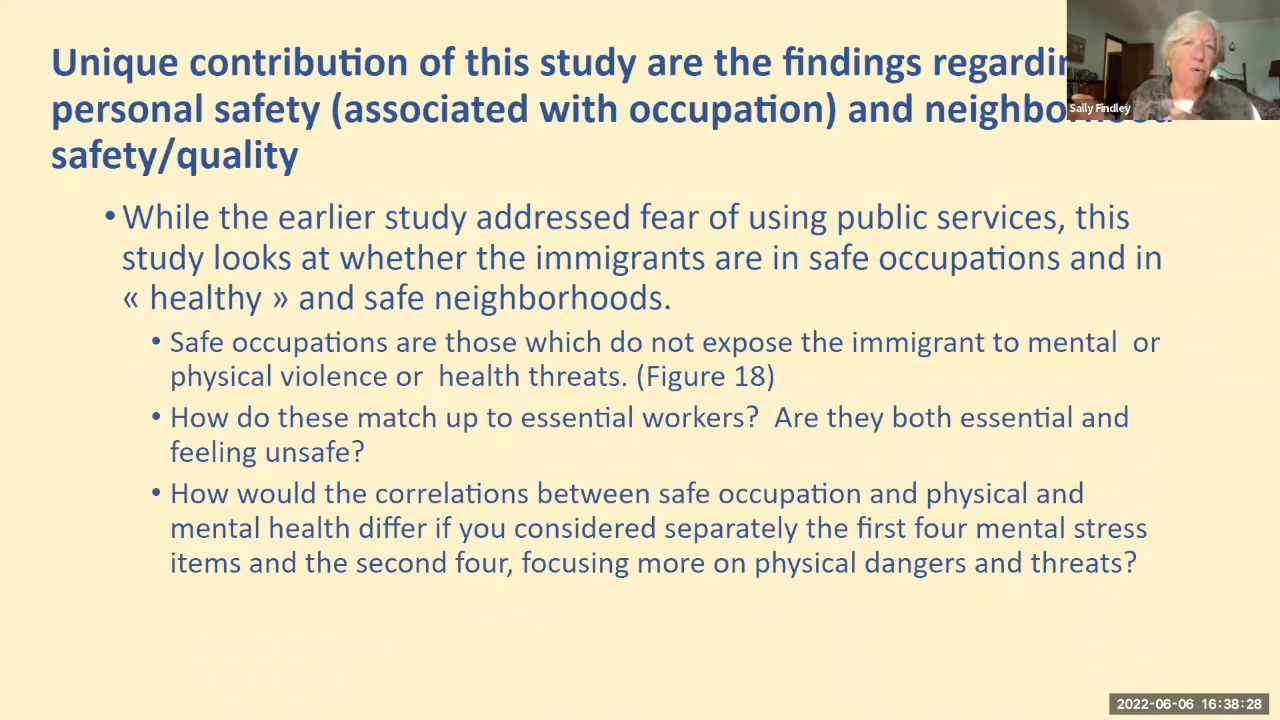 Unique contribution of this study are the findings
personal safety (associated with occupation) and
safety/quality
• While the earlier study addressed fear of using public services, this
study looks at whether the immigrants are in safe occupations and in
« healthy » and safe neighborhoods.
• Safe occupations are those which do not expose the immigrant to mental or
physical violence or health threats. (Figure 18)
• How do these match up to essential workers? Are they both essential and
feeling unsafe?
• How would the correlations between safe occupation and physical and
mental health differ if you considered separately the first four mental stress
items and the second four, focusing more on physical dangers and threats?
Sally Findley
2022-06-06 16:38:28